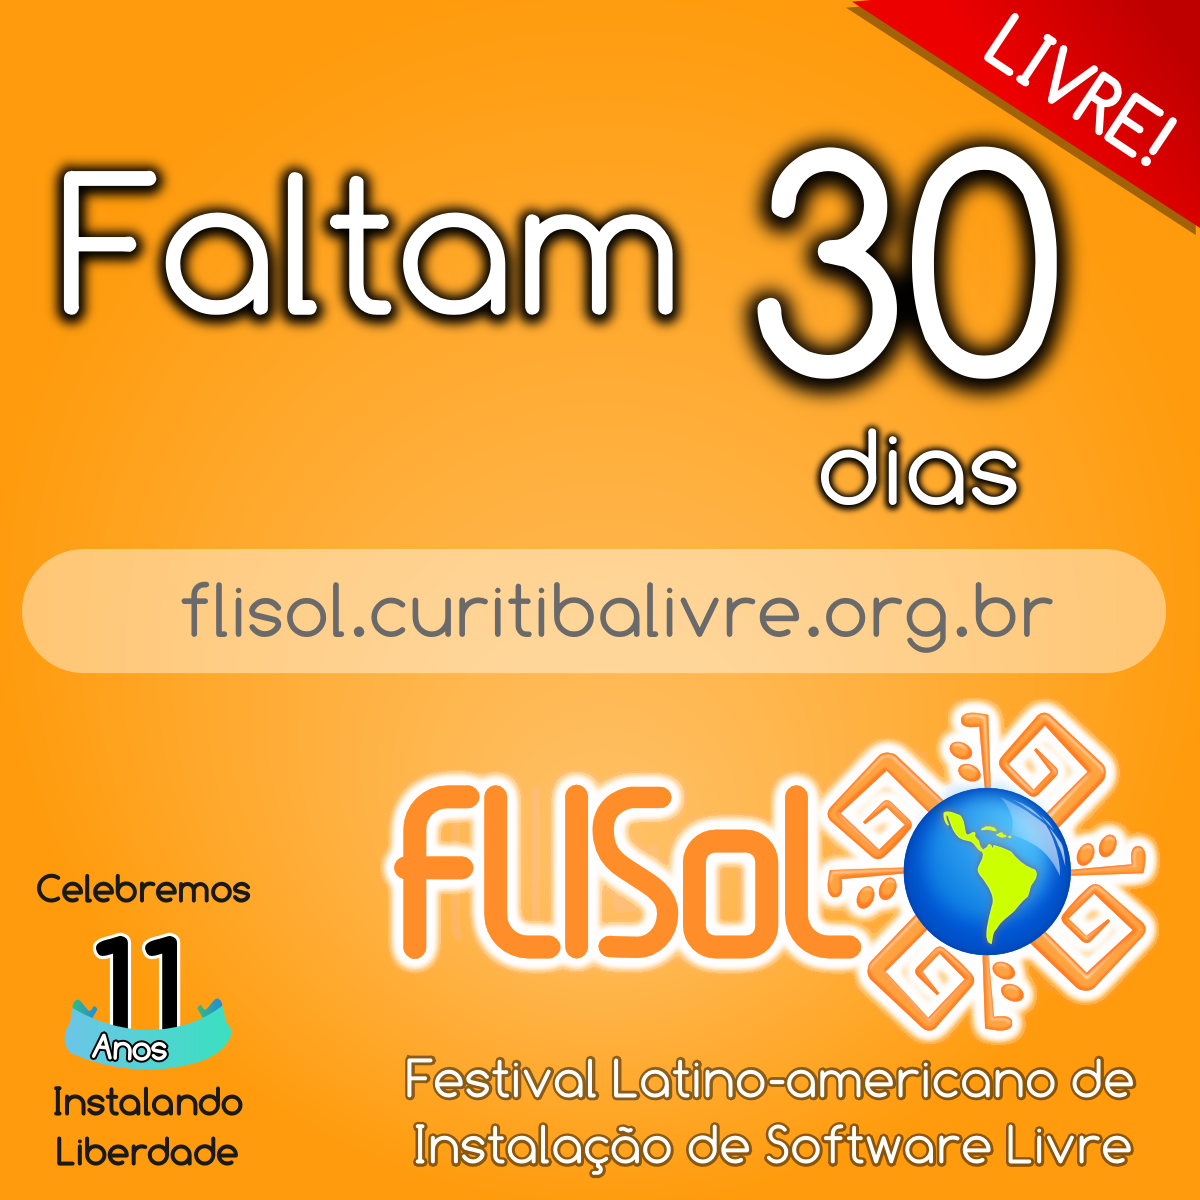 LIVRE!
Faltam 30
dias
flisol.curitibalivre.org.br
FLISoL
Celebremos
11
Anos
Instalando
Liberdade
Festival Latino-americano de
Instalação de Software Livre